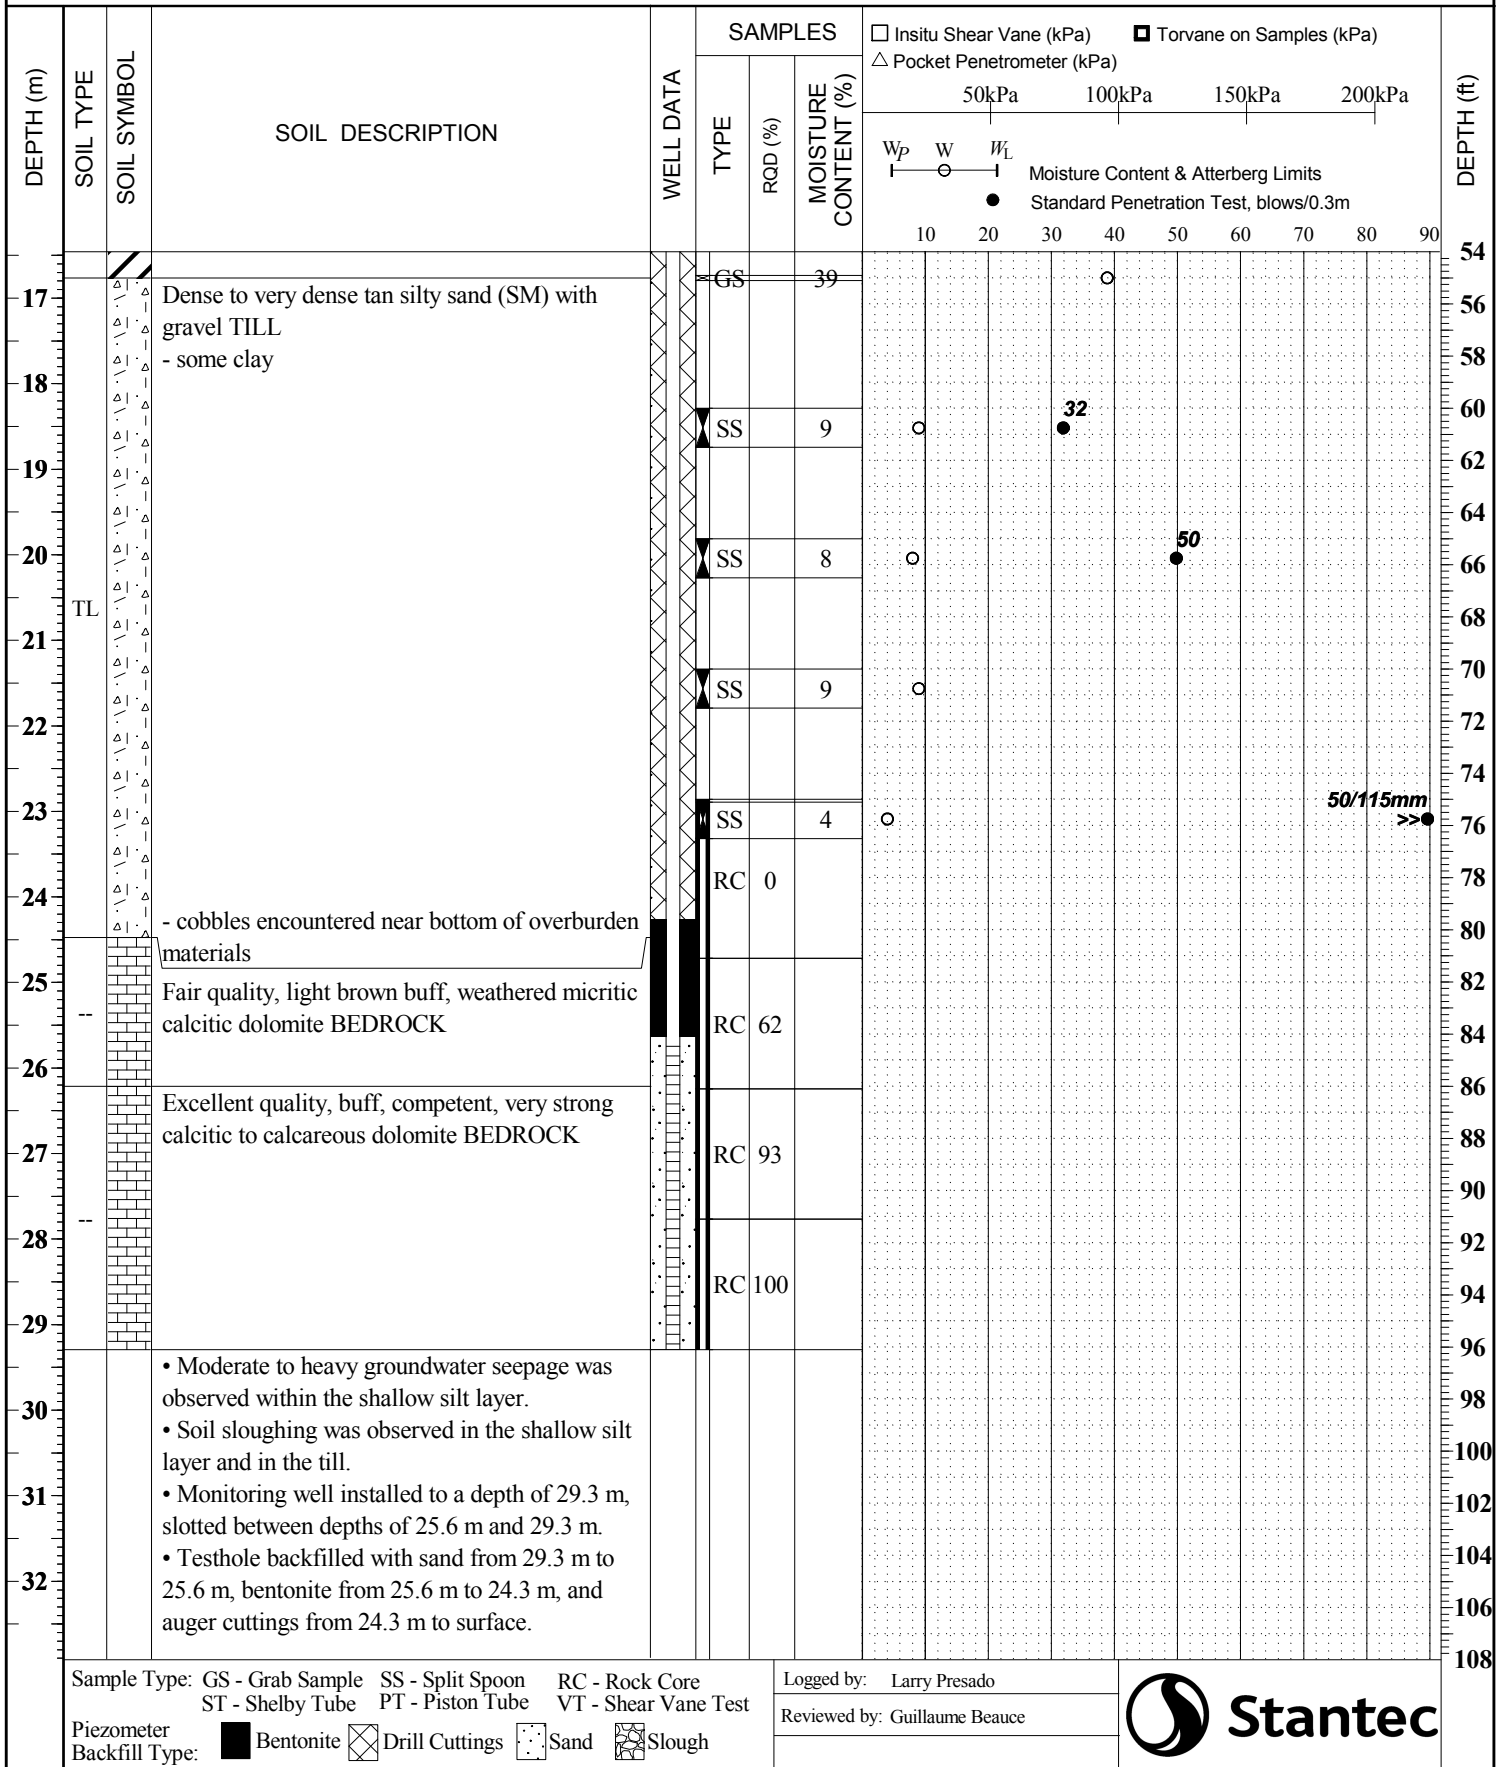 DEPTH (m)
SOIL TYPE
SOIL SYMBOL
SOIL DESCRIPTION
WELL DATA
SAMPLES
TYPE
RQD (%)
MOISTURE
CONTENT (%)
Insitu Shear Vane (kPa) Torvane on Samples (kPa)
Pocket Penetrometer (kPa)
50kPa 100kPa 150kPa 200kPa
WP W WL
Moisture Content & Atterberg Limits
Standard Penetration Test, blows/0.3m
10 20 30 40 50 60 70 80 90
DEPTH (ft)
54
GS 39
17
Dense to very dense tan silty sand (SM) with
56
gravel TILL
- some clay
58
18
32
60
SS 9
62
19
64
50
20
SS 8
66
TL
68
21
70
SS 9
22
72
74
50/115mm
23
SS 4
>>
76
RC 0
78
24
- cobbles encountered near bottom of overburden
80
materials
25
Fair quality, light brown buff, weathered micritic
82
--
calcitic dolomite BEDROCK
RC 62
84
26
86
Excellent quality, buff, competent, very strong
calcitic to calcareous dolomite BEDROCK
88
27
RC 93
90
--
28
92
RC 100
94
29
96
• Moderate to heavy groundwater seepage was
observed within the shallow silt layer.
98
30
• Soil sloughing was observed in the shallow silt
100
layer and in the till.
31
• Monitoring well installed to a depth of 29.3 m,
102
slotted between depths of 25.6 m and 29.3 m.
• Testhole backfilled with sand from 29.3 m to
104
32
25.6 m, bentonite from 25.6 m to 24.3 m, and
106
auger cuttings from 24.3 m to surface.
108
Sample Type: GS - Grab Sample SS - Split Spoon RC - Rock Core
ST - Shelby Tube PT - Piston Tube VT - Shear Vane Test
Piezometer
Backfill Type: Bentonite Drill Cuttings Sand Slough
Logged by: Larry Presado
Reviewed by: Guillaume Beauce
Stantec